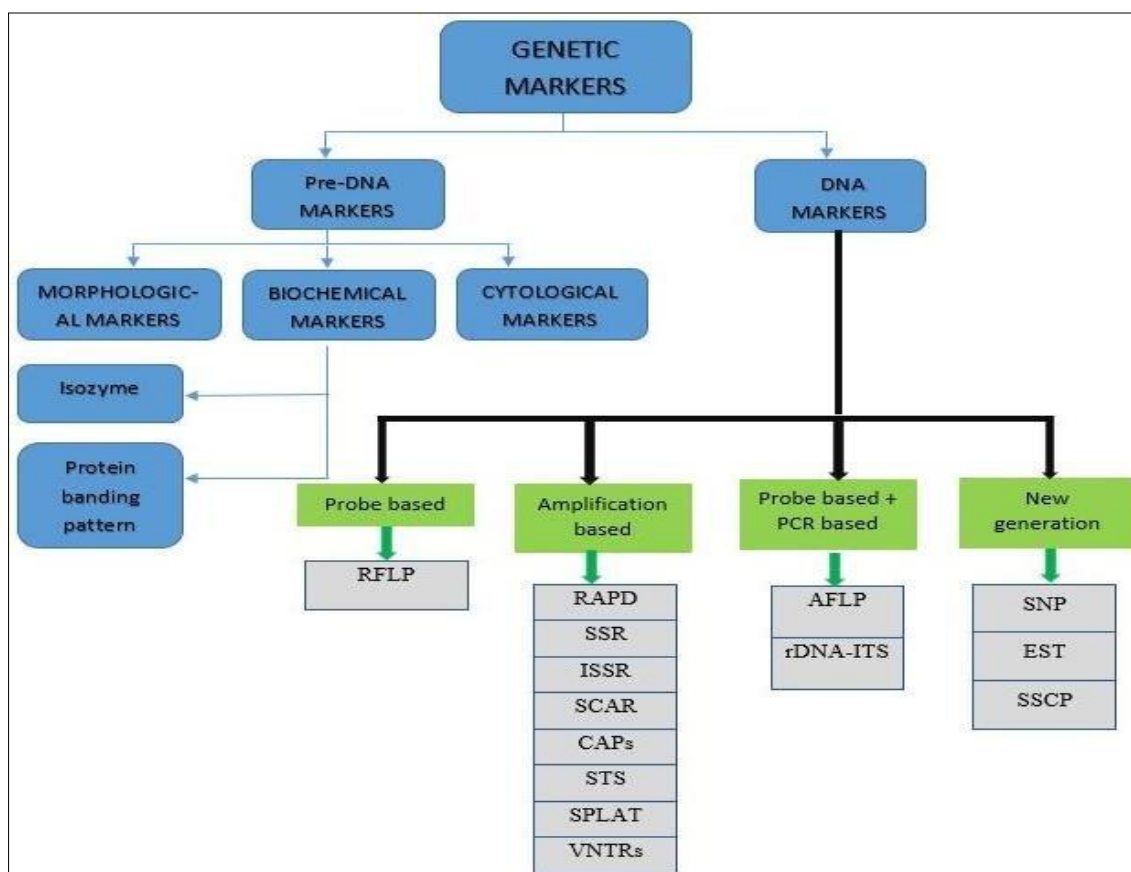 GENETIC
MARKERS
Pre-DNA
MARKERS
DNA
MARKERS
MORPHOLOGIC-
AL MARKERS
BIOCHEMICAL
MARKERS
CYTOLOGICAL
MARKERS
Isozyme
Protein
banding
pattern
Probe based
RFLP
Amplification
based
RAPD
SSR
ISSR
SCAR
CAPs
STS
SPLAT
VNTRs
Probe based +
PCR based
AFLP
rDNA-ITS
New
generation
SNP
EST
SSCP